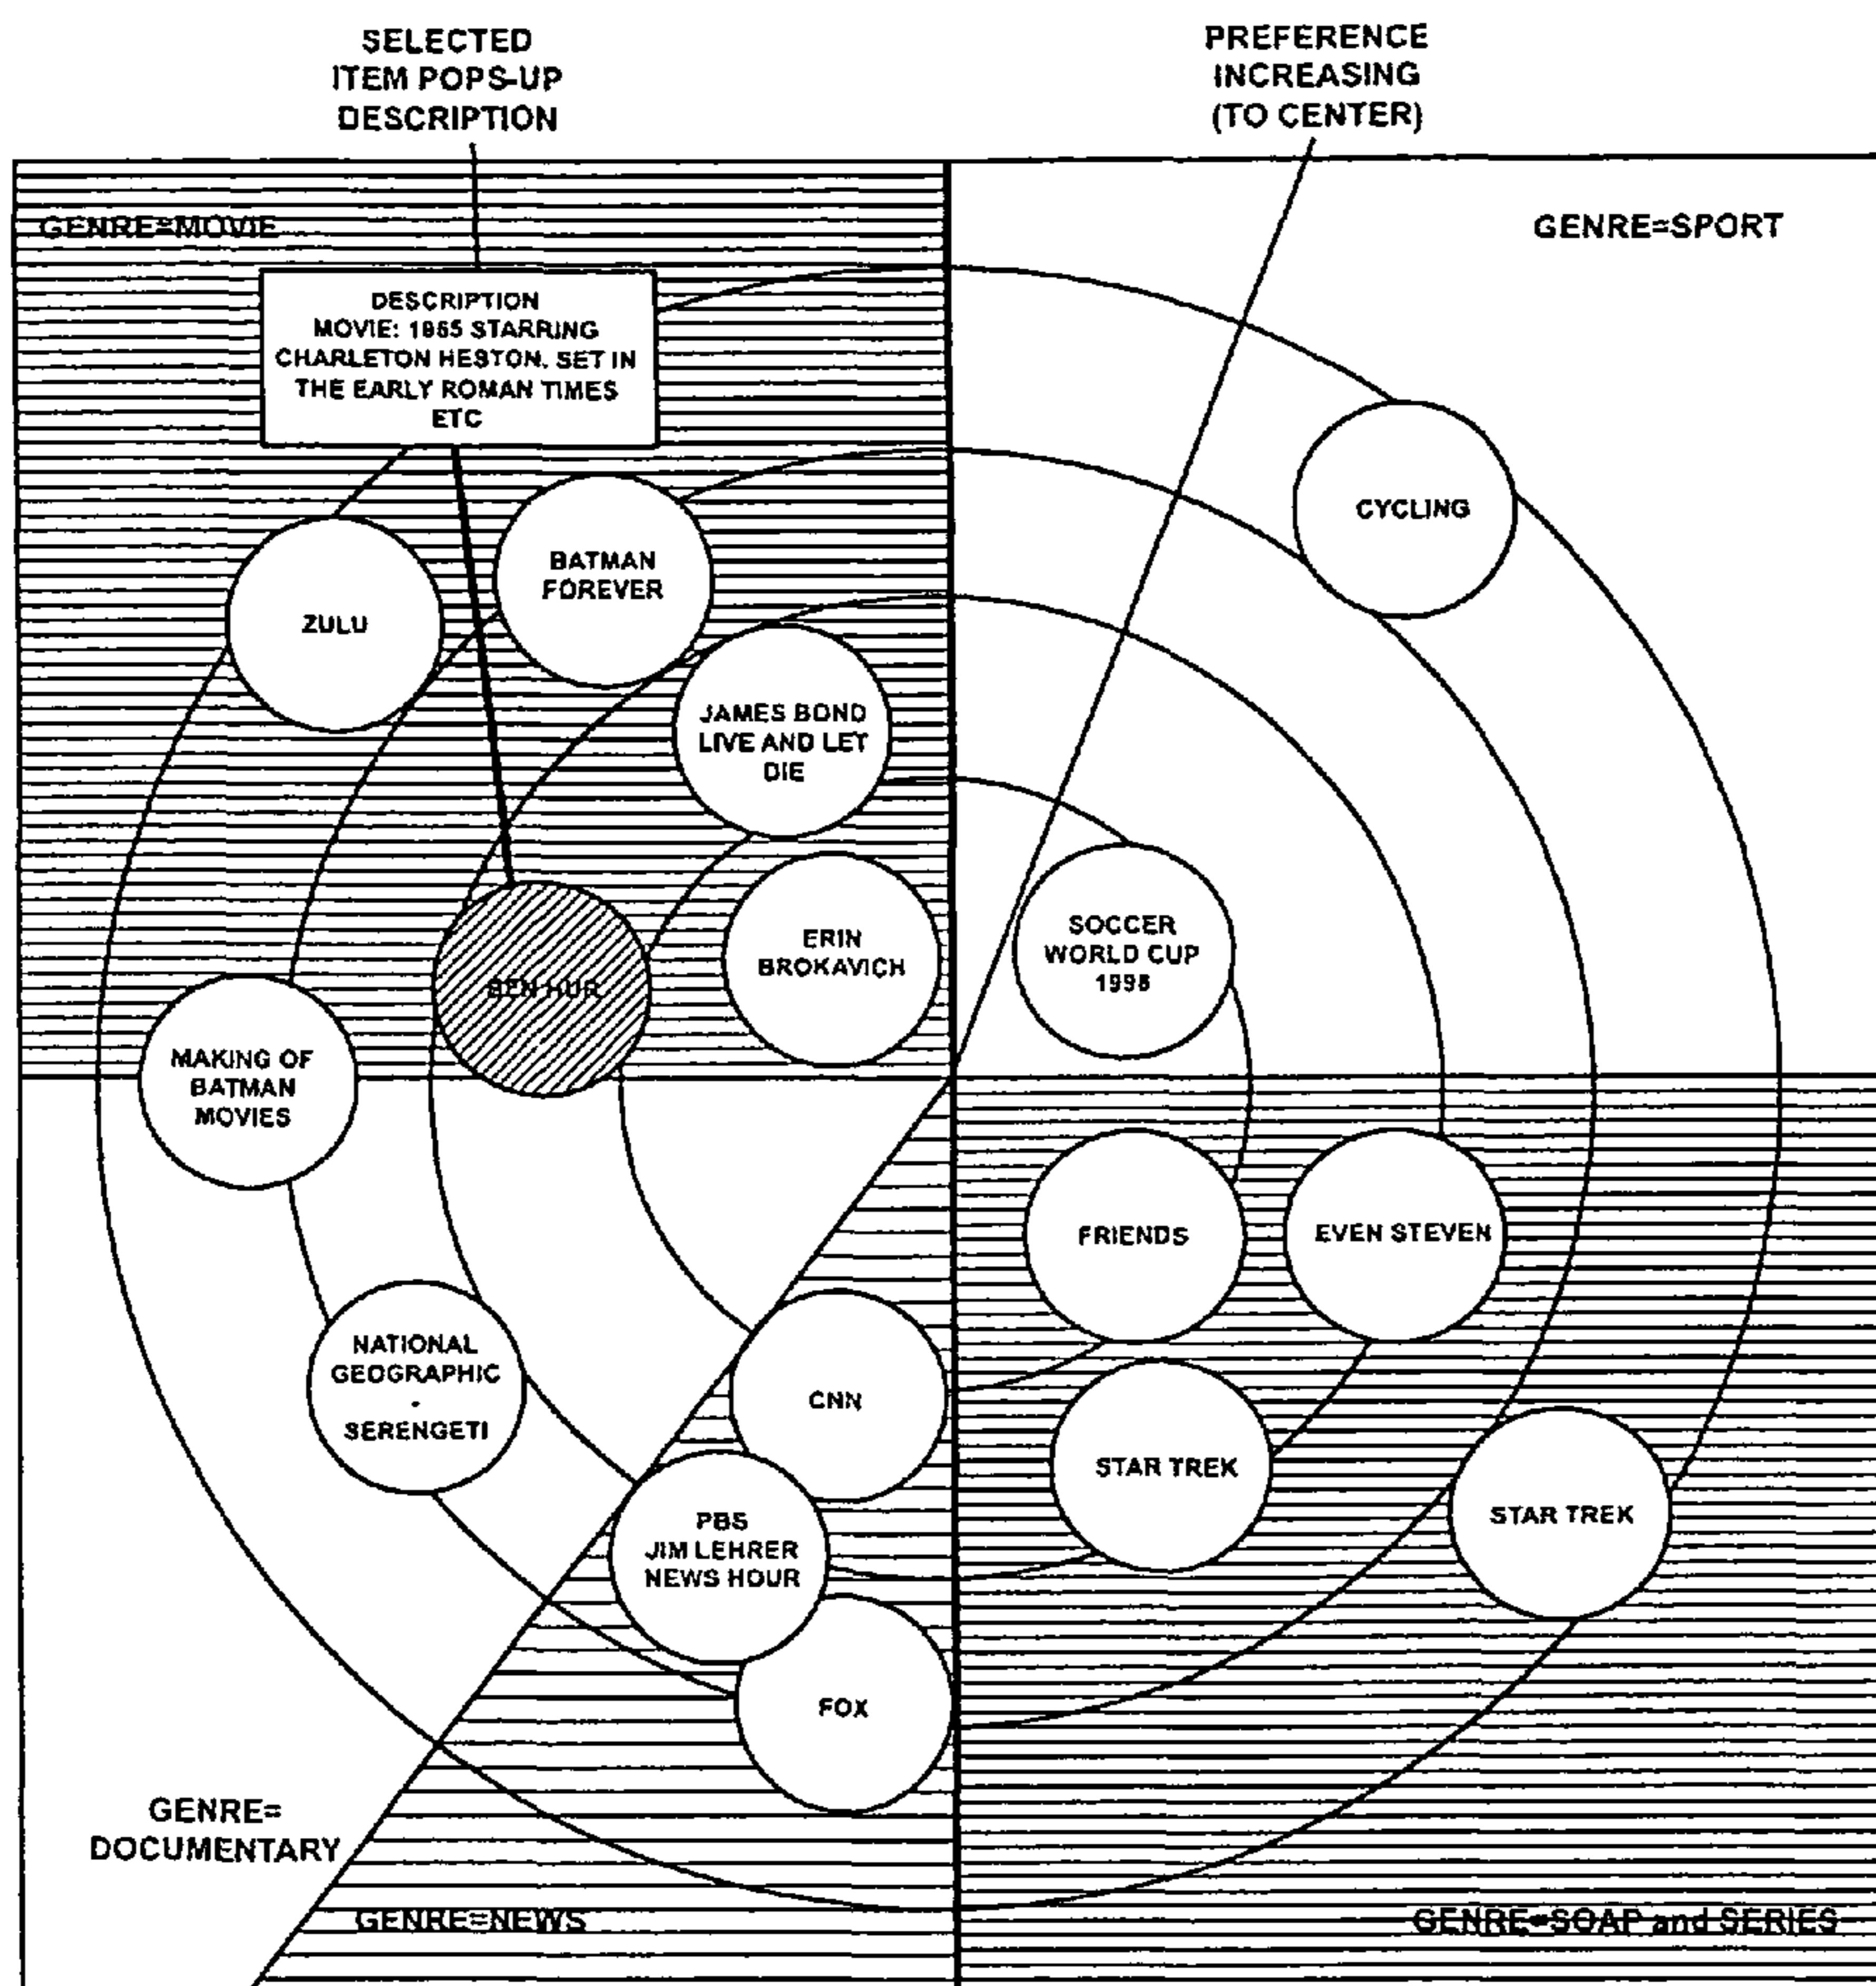 SELECTED
ITEM POPS-UP
DESCRIPTION
PREFERENCE
INCREASING
(TO CENTER)
GENRE=MOVIE
GENRE=SPORT
DESCRIPTION
MOVIE: 1965 STARRING
CHARLETON HESTON. SET IN
THE EARLY ROMAN TIMES
ETC
CYCLING
BATMAN
FOREVER
ZULU
JAMES BOND
LIVE AND LET
DIE
ERIN
BROKAVICH
SOCCER
WORLD CUP
1998
BEN HUR
MAKING OF
BATMAN
MOVIES
FRIENDS
EVEN STEVEN
NATIONAL
GEOGRAPHIC
-
SERENGETI
CNN
STAR TREK
STAR TREK
PBS
JIM LEHRER
NEWS HOUR
FOX
GENRE=
DOCUMENTARY
GENRE=NEWS
GENRE=SOAP and SERIES